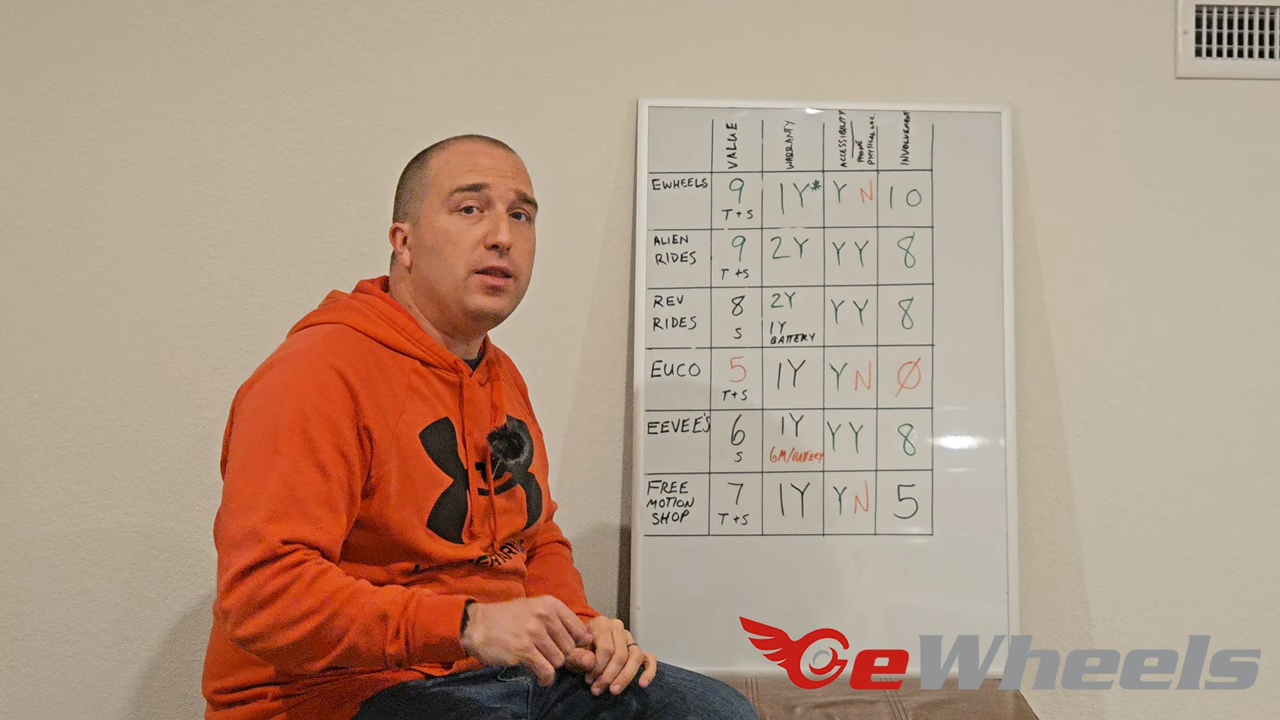 VALUE
WARRANTY
ACCESSIBILITY
PHONE
PHYSICAL LOC.
INVOLVEMENT
EWHEELS 9 1Y* Y N 10
T+S
ALIEN RIDES 9 2Y Y Y 8
T+S
REV RIDES 8 2Y Y Y 8
S 1Y BATTERY
EUCO 5 1Y Y N Ø
T+S
EEVEE'S 6 1Y Y Y 8
S 6M/BATTERY
FREE MOTION SHOP 7 1Y Y N 5
T+S
eWheels